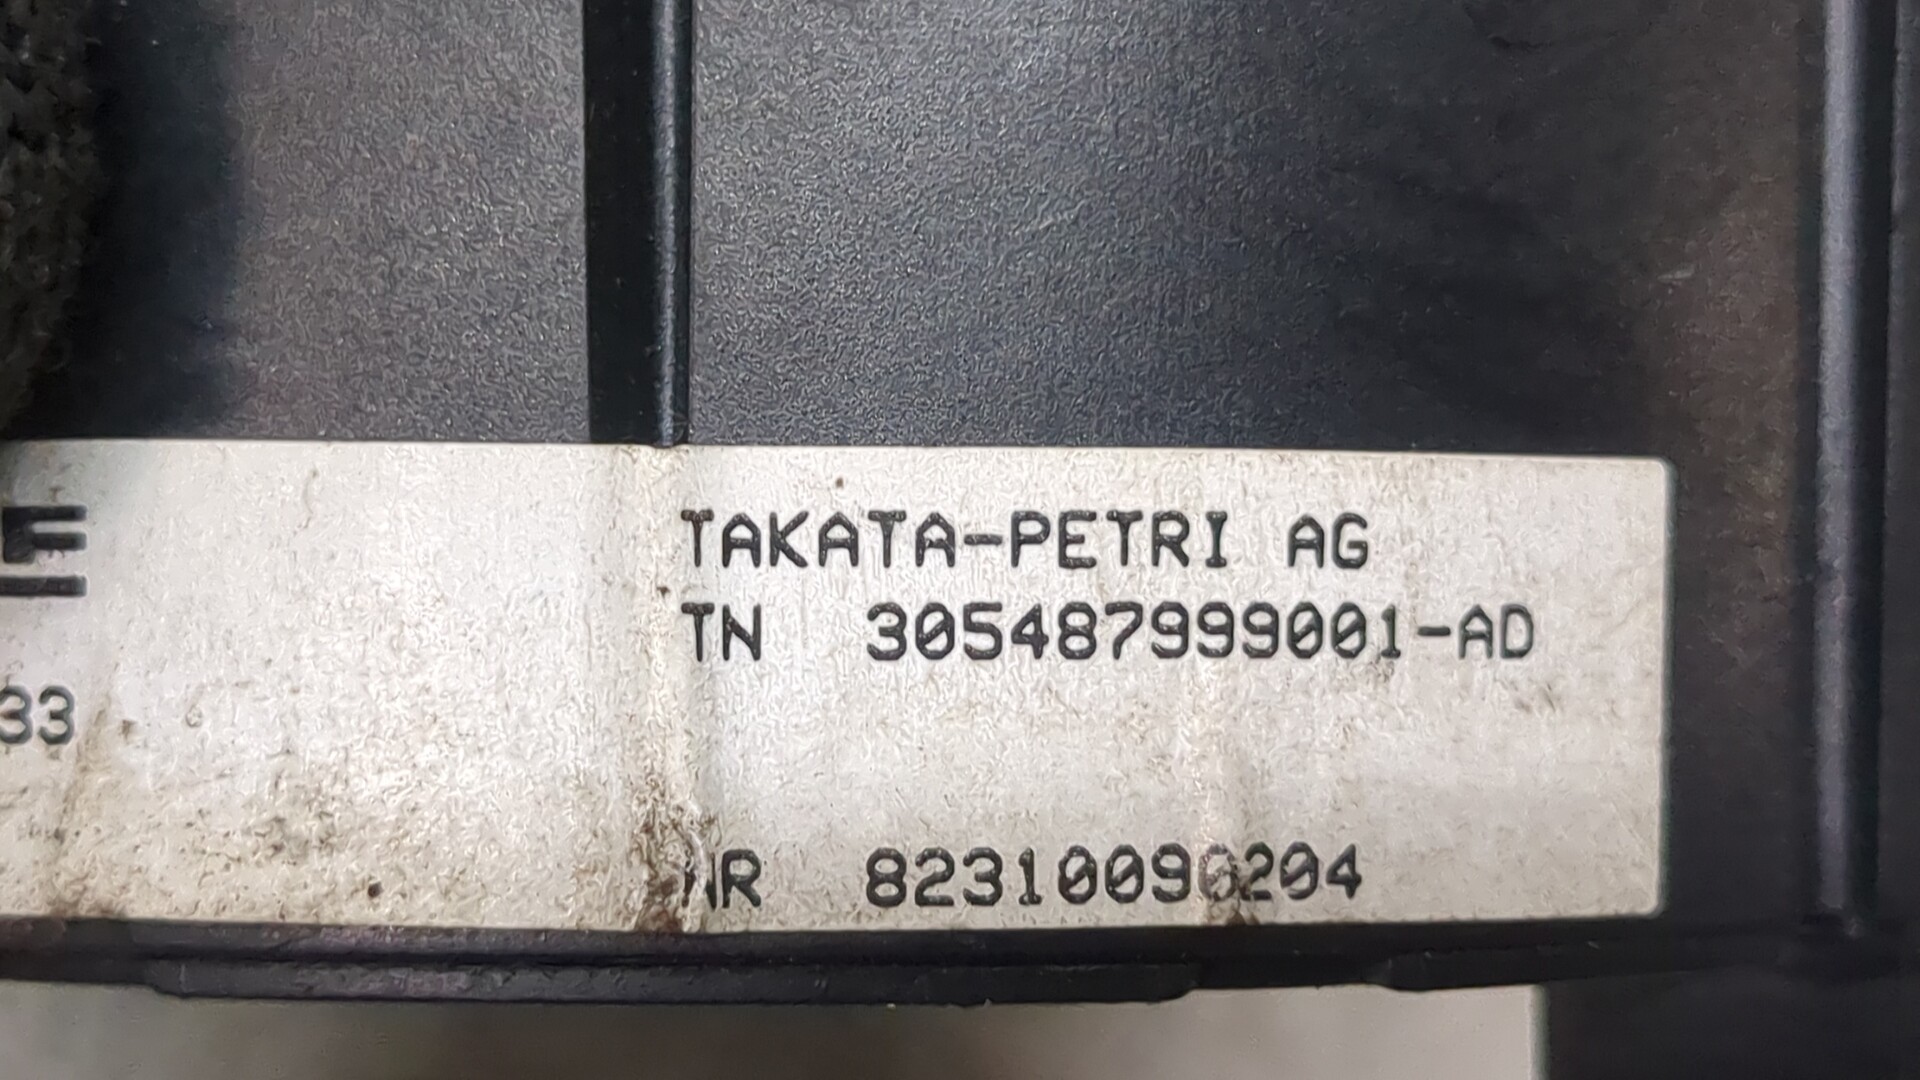 E
TAKATA-PETRI AG
TN 305487999001-AD
33
NR 82310090204